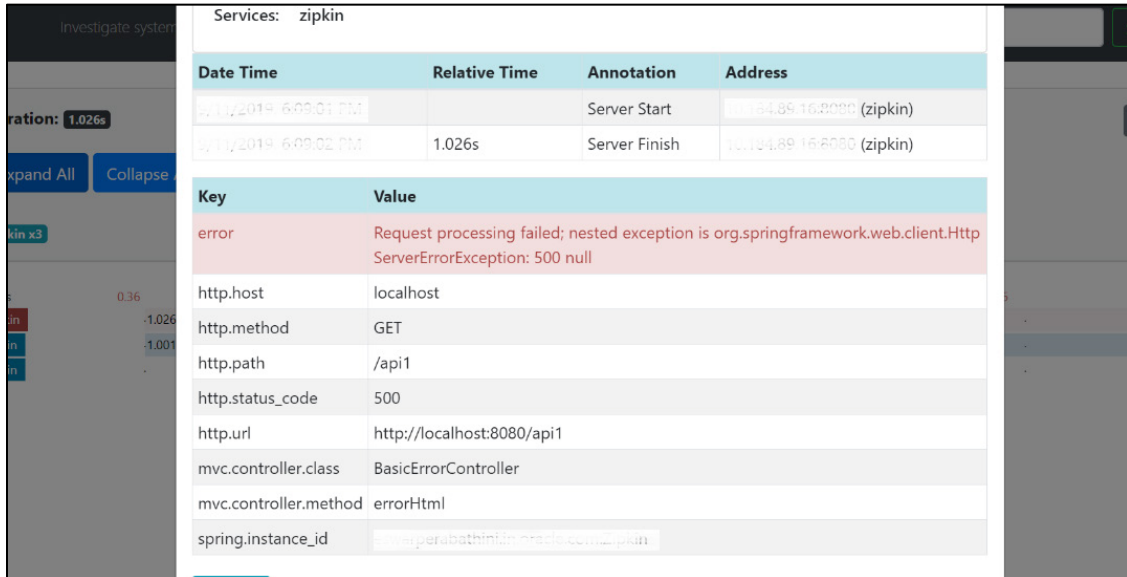 Services: zipkin
Investigate system
Date Time Relative Time Annotation Address
Server Start (zipkin)
1.026s Server Finish (zipkin)
ration: 1.026s
xpand All Collapse
Key Value
kin x3
error Request processing failed; nested exception is org.springframework.web.client.Http
ServerErrorException: 500 null
http.host localhost
0.36
in 1.026
http.method GET
in 1.001
http.path /api1
in
http.status_code 500
http.url http://localhost:8080/api1
mvc.controller.class BasicErrorController
mvc.controller.method errorHtml
spring.instance_id